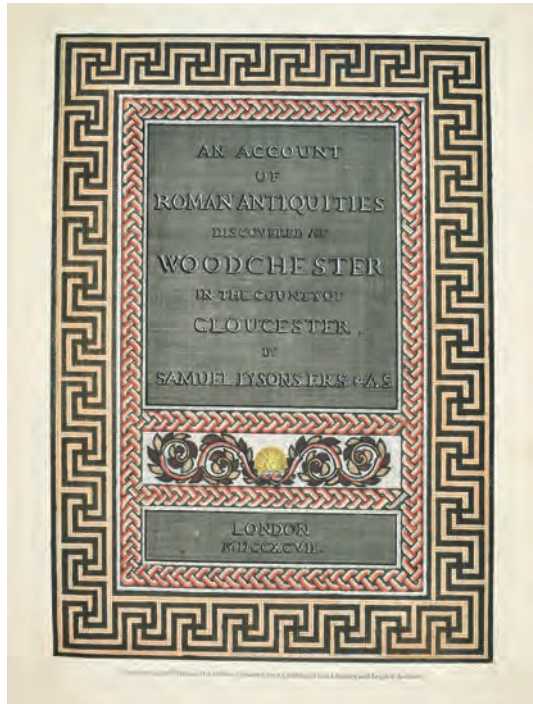 AN ACCOUNT
OF
ROMAN ANTIQUITIES
DISCOVERED AT
WOODCHESTER
IN THE COUNTY OF
GLOUCESTER,
BY
SAMUEL LYSONS F.R.S. & A.S.
LONDON
MDCCXCVII.